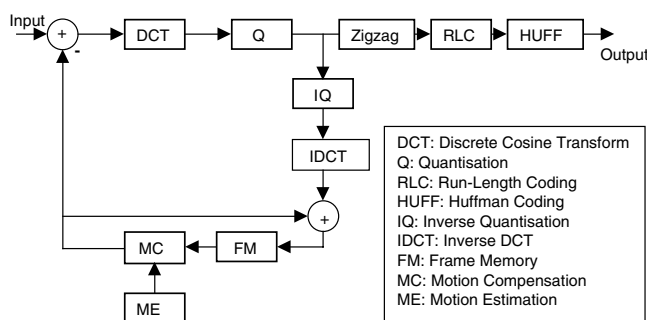 Input
+
-
DCT
Q
Zigzag
RLC
HUFF
Output
IQ
IDCT
+
MC
FM
ME
DCT: Discrete Cosine Transform
Q: Quantisation
RLC: Run-Length Coding
HUFF: Huffman Coding
IQ: Inverse Quantisation
IDCT: Inverse DCT
FM: Frame Memory
MC: Motion Compensation
ME: Motion Estimation